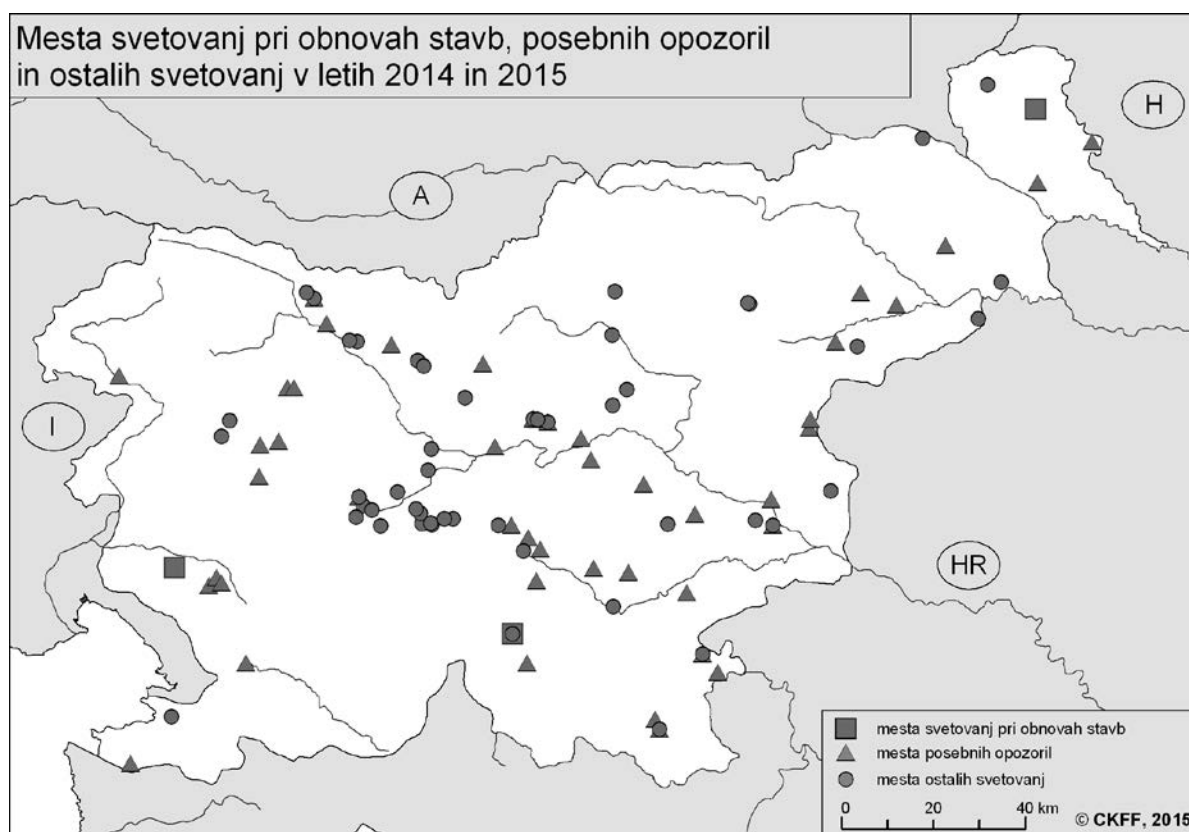 Mesta svetovanj pri obnovah stavb, posebnih opozoril
in ostalih svetovanj v letih 2014 in 2015
H
A
I
HR
mesta svetovanj pri obnovah stavb
mesta posebnih opozoril
mesta ostalih svetovanj
0 20 40 km
© CKFF, 2015